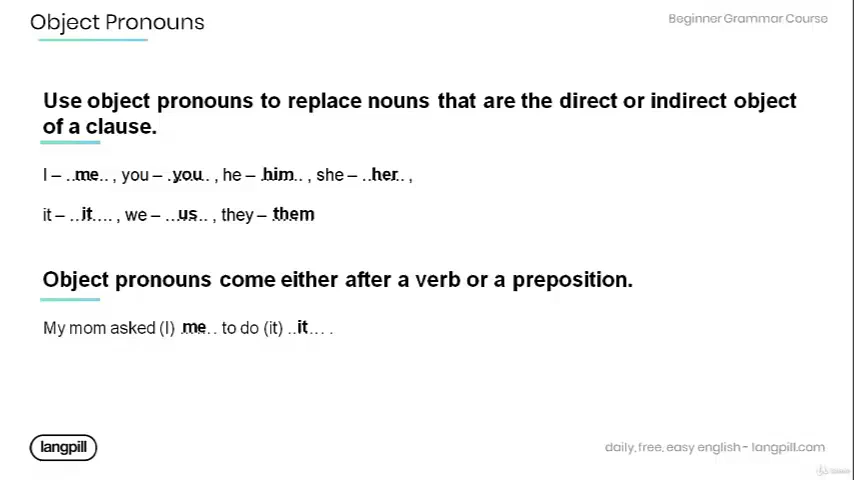 Object Pronouns
Beginner Grammar Course
Use object pronouns to replace nouns that are the direct or indirect object
of a clause.
I – ..me.. , you – .you.. , he – him.. , she – ..her.. ,
it – ..it.... , we – ...us.. , they – them
Object pronouns come either after a verb or a preposition.
My mom asked (I) me.. to do (it) ..it... .
langpill
daily, free, easy english - langpill.com
Udemy